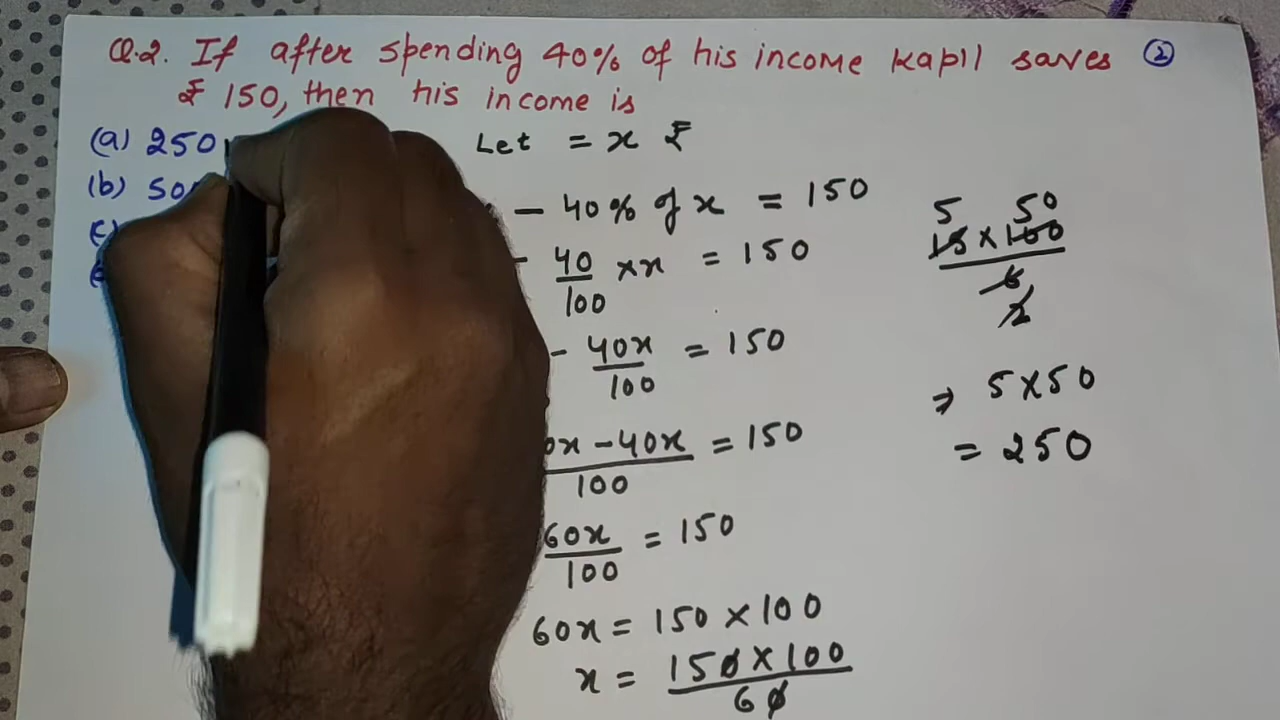 Q.2. If after spending 40% of his income Kapil saves ②
₹ 150, then his income is
(a) 250
(b) 50
Let = x ₹
- 40% of x = 150
- 40/100 × x = 150
- 40x/100 = 150
0x - 40x/100 = 150
60x/100 = 150
60x = 150 × 100
x = 150 × 100/60
5 50
15 × 100
6
2
⇒ 5 × 50
= 250